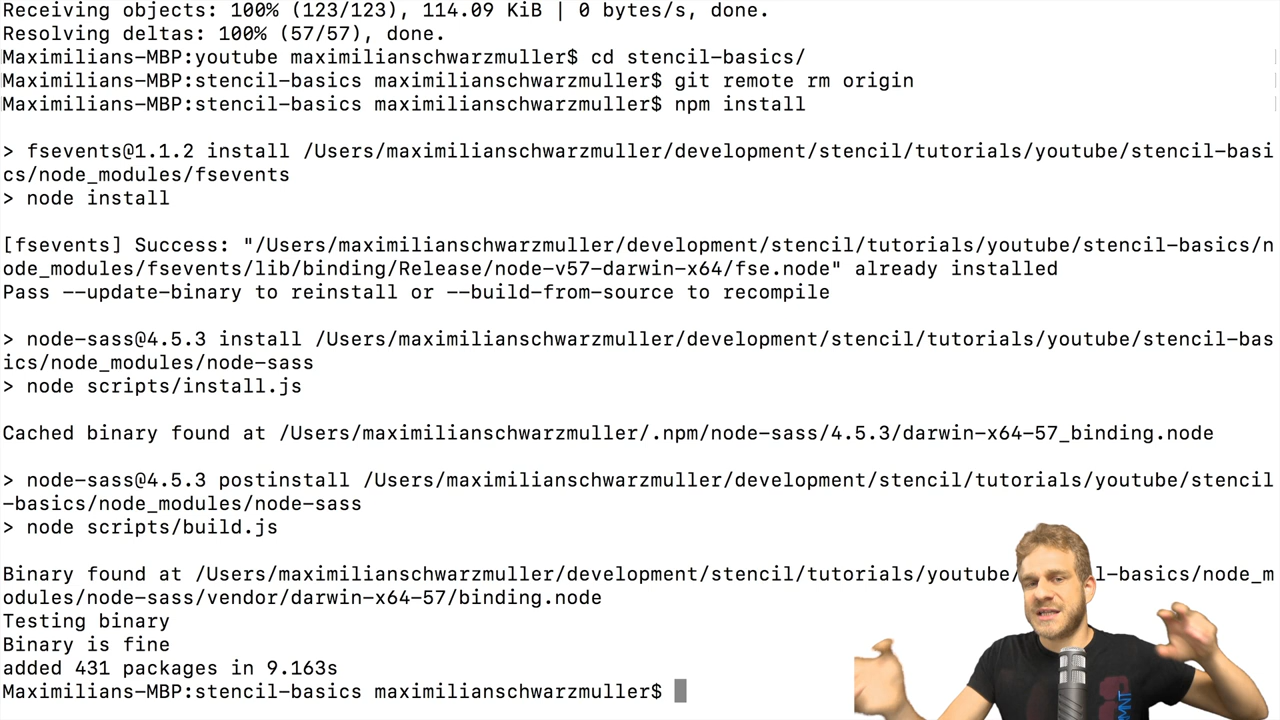 Receiving objects: 100% (123/123), 114.09 KiB | 0 bytes/s, done.
Resolving deltas: 100% (57/57), done.
Maximilians-MBP:youtube maximilianschwarzmuller$ cd stencil-basics/
Maximilians-MBP:stencil-basics maximilianschwarzmuller$ git remote rm origin
Maximilians-MBP:stencil-basics maximilianschwarzmuller$ npm install
> fsevents@1.1.2 install /Users/maximilianschwarzmuller/development/stencil/tutorials/youtube/stencil-basi
cs/node_modules/fsevents
> node install
[fsevents] Success: "/Users/maximilianschwarzmuller/development/stencil/tutorials/youtube/stencil-basics/n
ode_modules/fsevents/lib/binding/Release/node-v57-darwin-x64/fse.node" already installed
Pass --update-binary to reinstall or --build-from-source to recompile
> node-sass@4.5.3 install /Users/maximilianschwarzmuller/development/stencil/tutorials/youtube/stencil-bas
ics/node_modules/node-sass
> node scripts/install.js
Cached binary found at /Users/maximilianschwarzmuller/.npm/node-sass/4.5.3/darwin-x64-57_binding.node
> node-sass@4.5.3 postinstall /Users/maximilianschwarzmuller/development/stencil/tutorials/youtube/stencil
-basics/node_modules/node-sass
> node scripts/build.js
Binary found at /Users/maximilianschwarzmuller/development/stencil/tutorials/youtube/ l-basics/node_m
odules/node-sass/vendor/darwin-x64-57/binding.node
Testing binary
Binary is fine
added 431 packages in 9.163s
Maximilians-MBP:stencil-basics maximilianschwarzmuller$